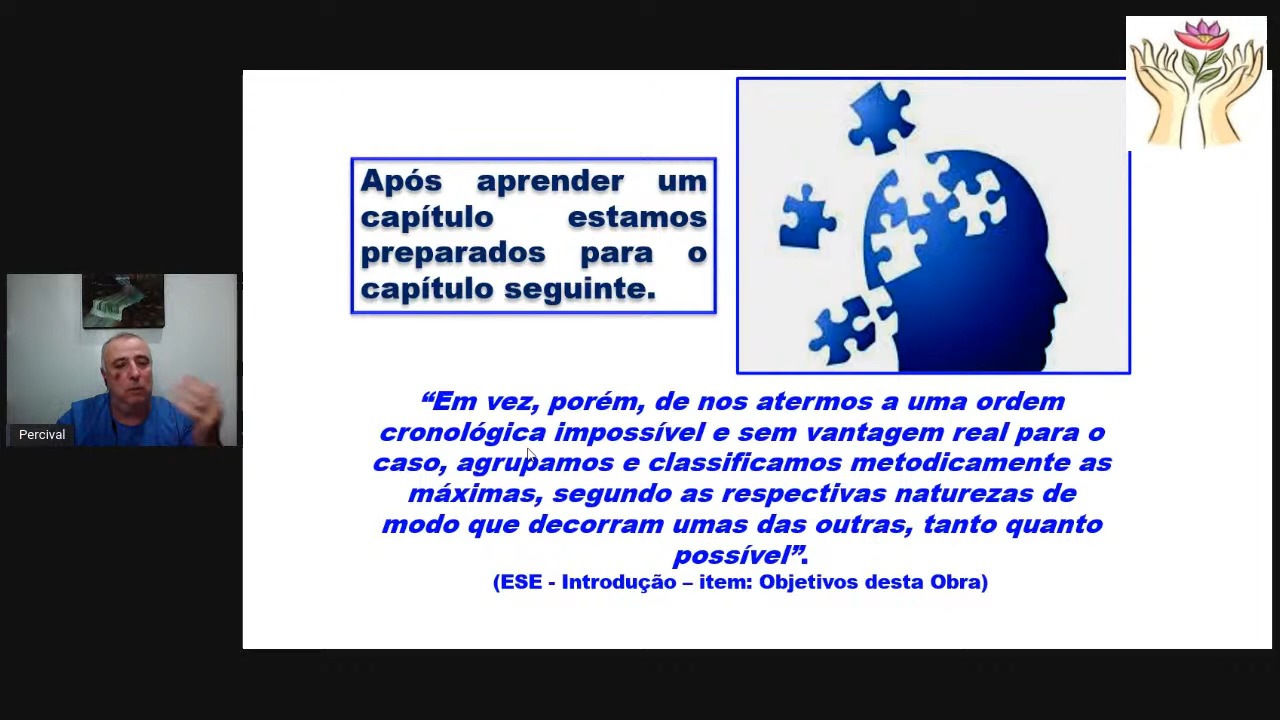 Após aprender um
capítulo estamos
preparados para o
capítulo seguinte.
Percival
“Em vez, porém, de nos atermos a uma ordem
cronológica impossível e sem vantagem real para o
caso, agrupamos e classificamos metodicamente as
máximas, segundo as respectivas naturezas de
modo que decorram umas das outras, tanto quanto
possível”.
(ESE - Introdução – item: Objetivos desta Obra)